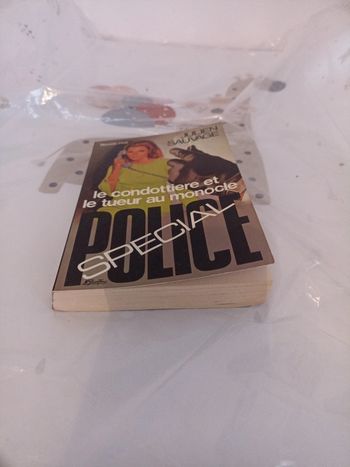 JULIEN
SAUVAGE
le condottiere et
le tueur au monocle
POLICE
SPECIAL